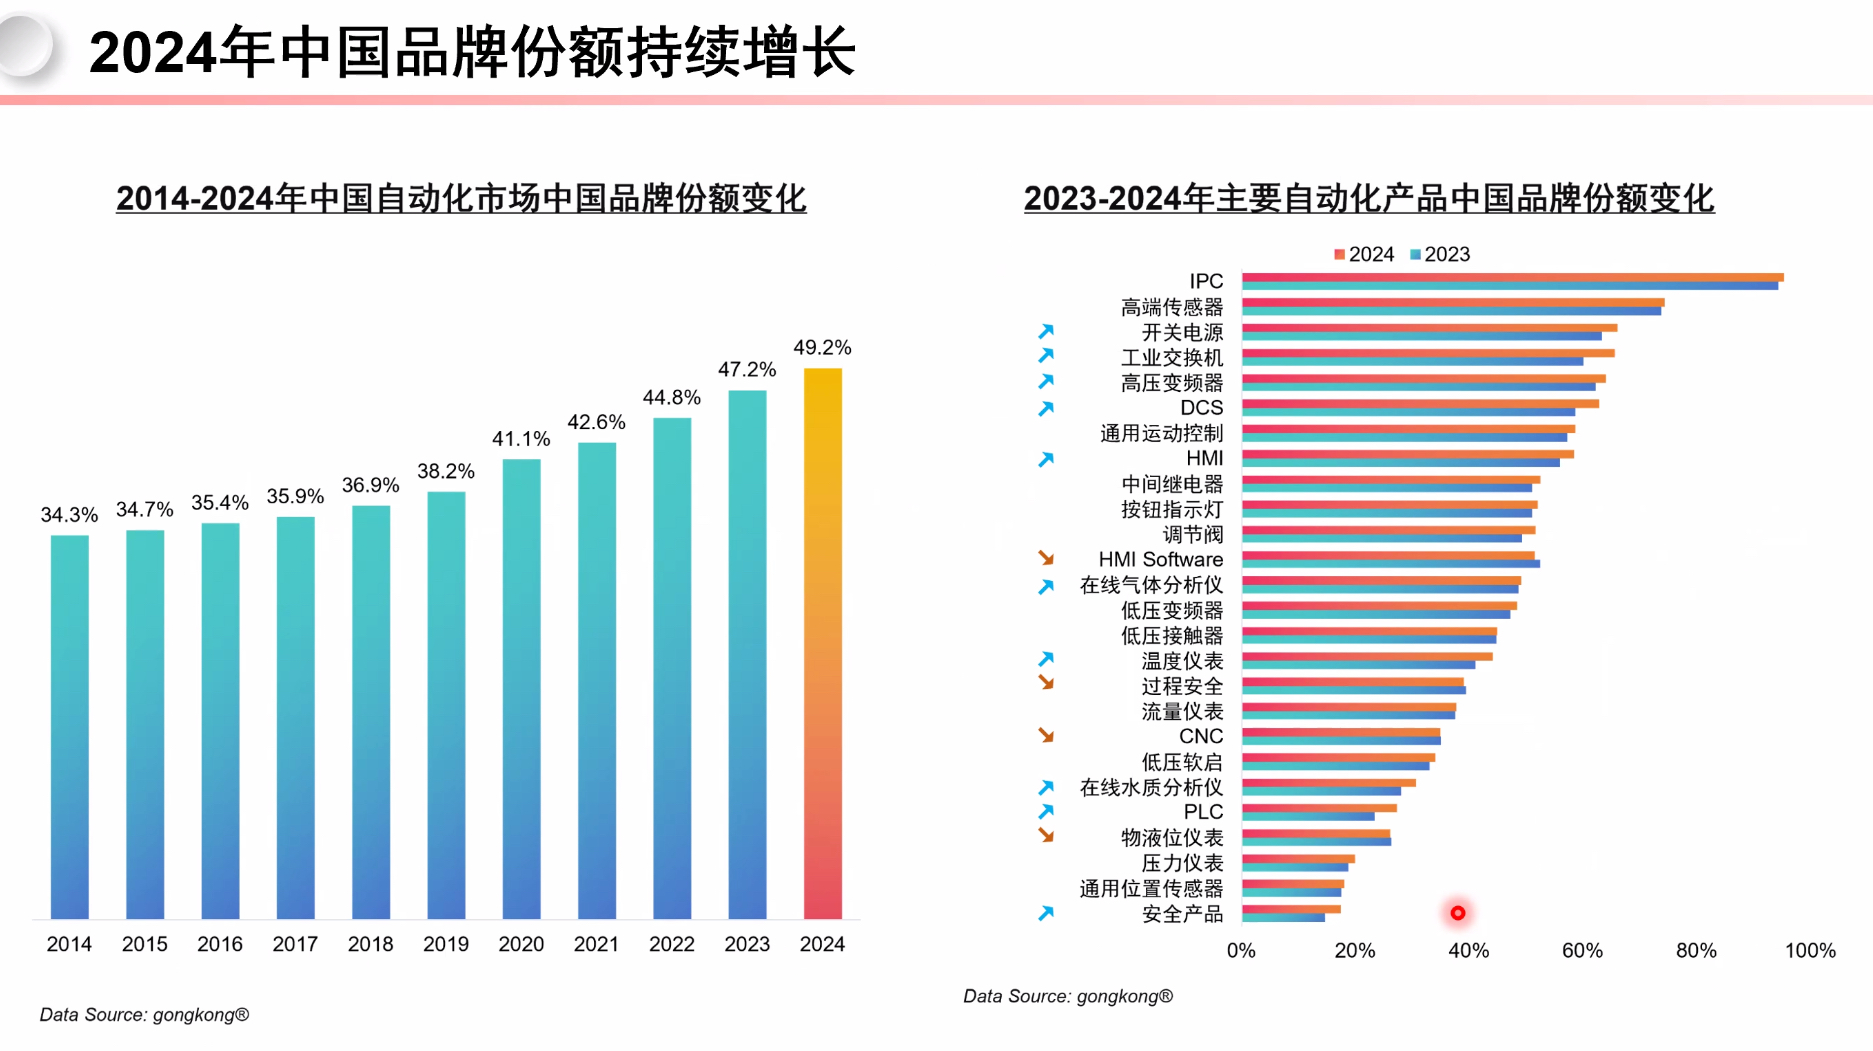 2024年中国品牌份额持续增长
2014-2024年中国自动化市场中国品牌份额变化
34.3%
34.7%
35.4%
35.9%
36.9%
38.2%
41.1%
42.6%
44.8%
47.2%
49.2%
2014
2015
2016
2017
2018
2019
2020
2021
2022
2023
2024
Data Source: gongkong®
2023-2024年主要自动化产品中国品牌份额变化
2024
2023
IPC
高端传感器
开关电源
工业交换机
高压变频器
DCS
通用运动控制
HMI
中间继电器
按钮指示灯
调节阀
HMI Software
在线气体分析仪
低压变频器
低压接触器
温度仪表
过程安全
流量仪表
CNC
低压软启
在线水质分析仪
PLC
物液位仪表
压力仪表
通用位置传感器
安全产品
0%
20%
40%
60%
80%
100%
Data Source: gongkong®